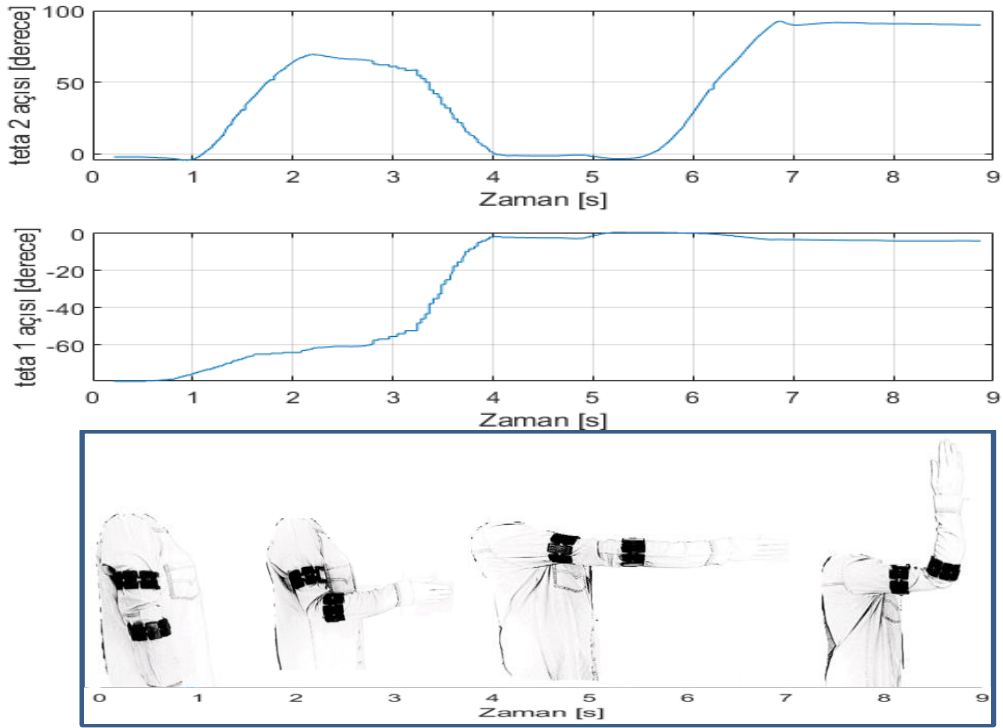 100
50
0
teta 2 açısı [derece]
0 1 2 3 4 5 6 7 8 9
Zaman [s]
0
-20
-40
-60
teta 1 açısı [derece]
0 1 2 3 4 5 6 7 8 9
Zaman [s]
0 1 2 3 4 5 6 7 8 9
Zaman [s]